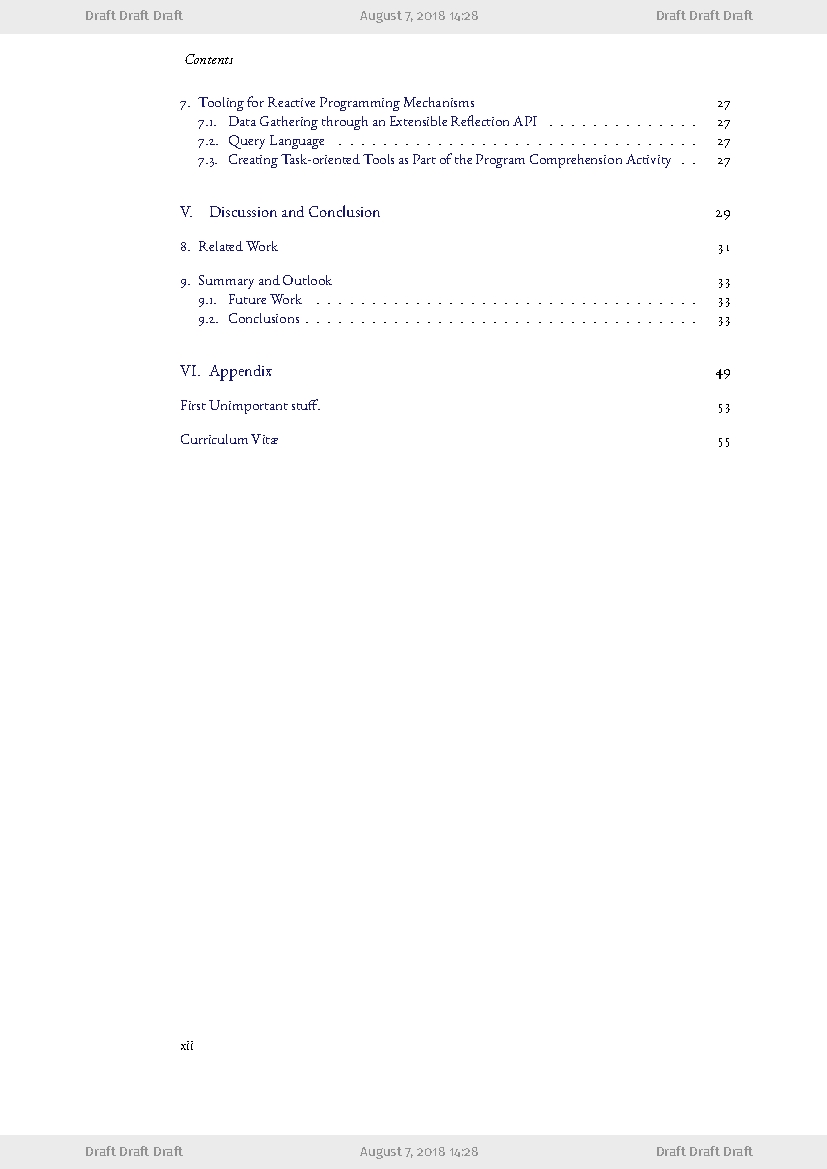 Draft Draft Draft August 7, 2018 14:28 Draft Draft Draft
Contents
7. Tooling for Reactive Programming Mechanisms 27
7.1. Data Gathering through an Extensible Reflection API . . . . . . . . . . . . . . 27
7.2. Query Language . . . . . . . . . . . . . . . . . . . . . . . . . . . . . . . . . 27
7.3. Creating Task-oriented Tools as Part of the Program Comprehension Activity . . 27
V. Discussion and Conclusion 29
8. Related Work 31
9. Summary and Outlook 33
9.1. Future Work . . . . . . . . . . . . . . . . . . . . . . . . . . . . . . . . . . . 33
9.2. Conclusions . . . . . . . . . . . . . . . . . . . . . . . . . . . . . . . . . . . . 33
VI. Appendix 49
First Unimportant stuff. 53
Curriculum Vitæ 55
xii
Draft Draft Draft August 7, 2018 14:28 Draft Draft Draft